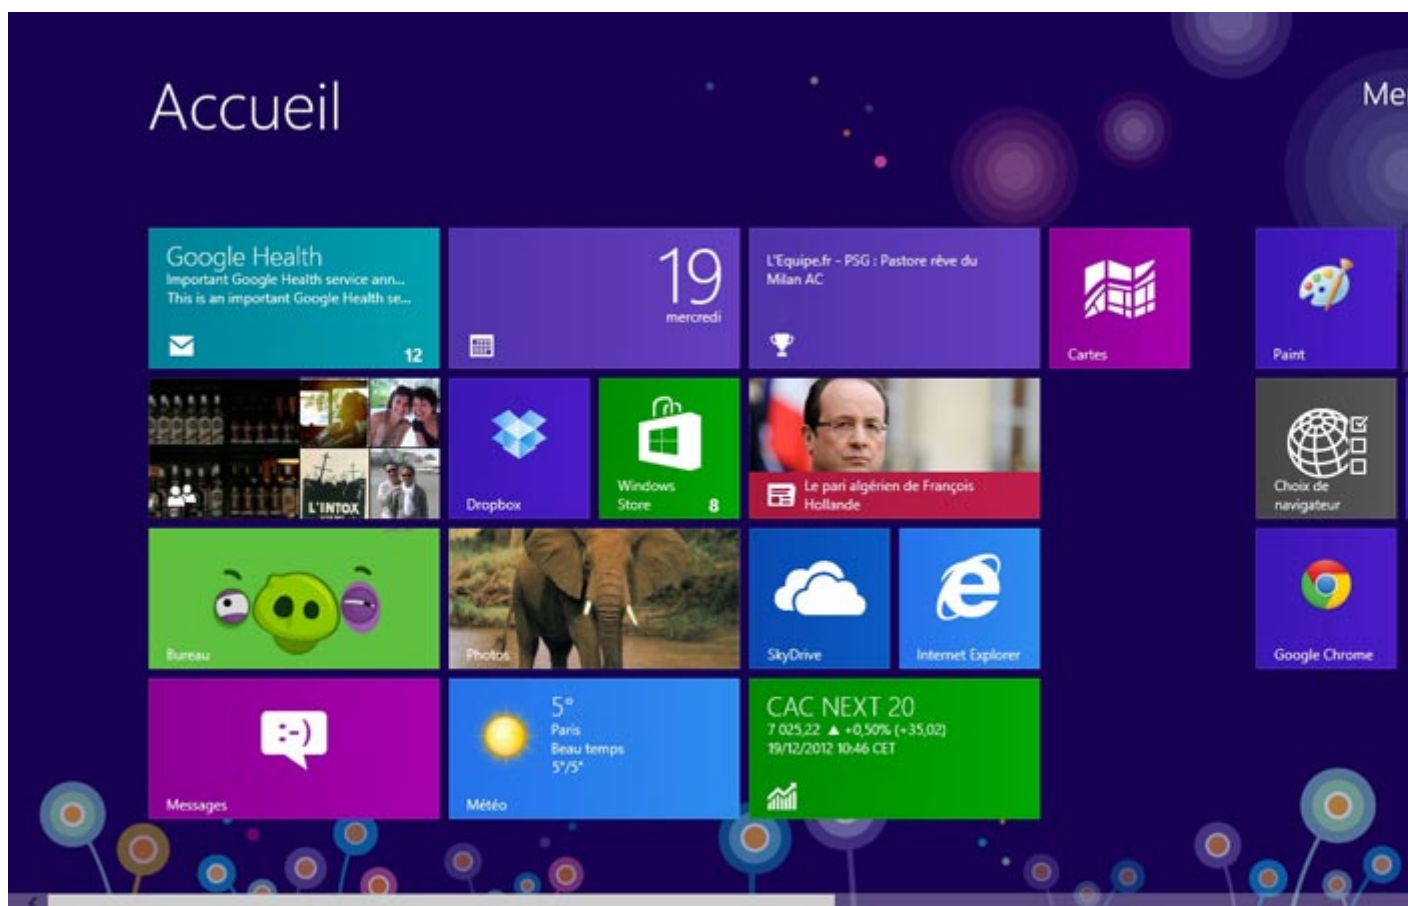 Accueil
Mer
Google Health
Important Google Health service ann...
This is an important Google Health se...
12
19
mercredi
L'Equipe.fr - PSG : Pastore rêve du
Milan AC
Cartes
Paint
L'INTOX
Dropbox
Windows
Store
8
Le pari algérien de François
Hollande
Choix de
navigateur
Bureau
Photos
SkyDrive
Internet Explorer
Google Chrome
:-)
Messages
5°
Paris
Beau temps
5°/5°
Météo
CAC NEXT 20
7 025,22 ▲ +0,50% (+35,02)
19/12/2012 10:46 CET